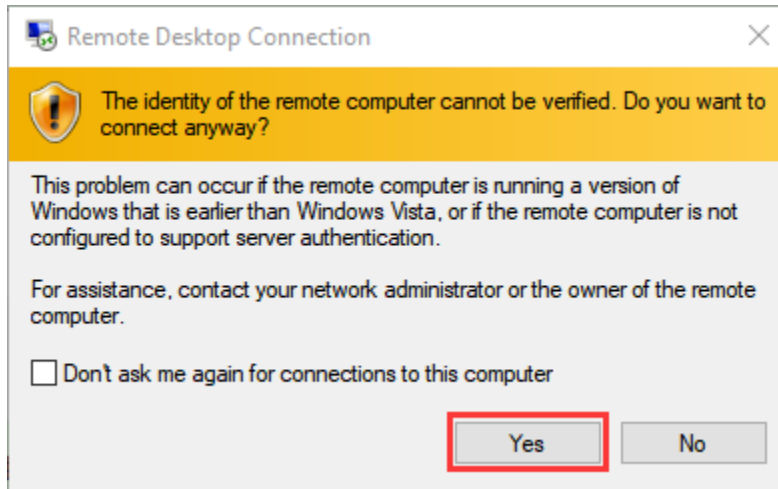 Remote Desktop Connection
The identity of the remote computer cannot be verified. Do you want to
connect anyway?
This problem can occur if the remote computer is running a version of
Windows that is earlier than Windows Vista, or if the remote computer is not
configured to support server authentication.
For assistance, contact your network administrator or the owner of the remote
computer.
Don't ask me again for connections to this computer
Yes No